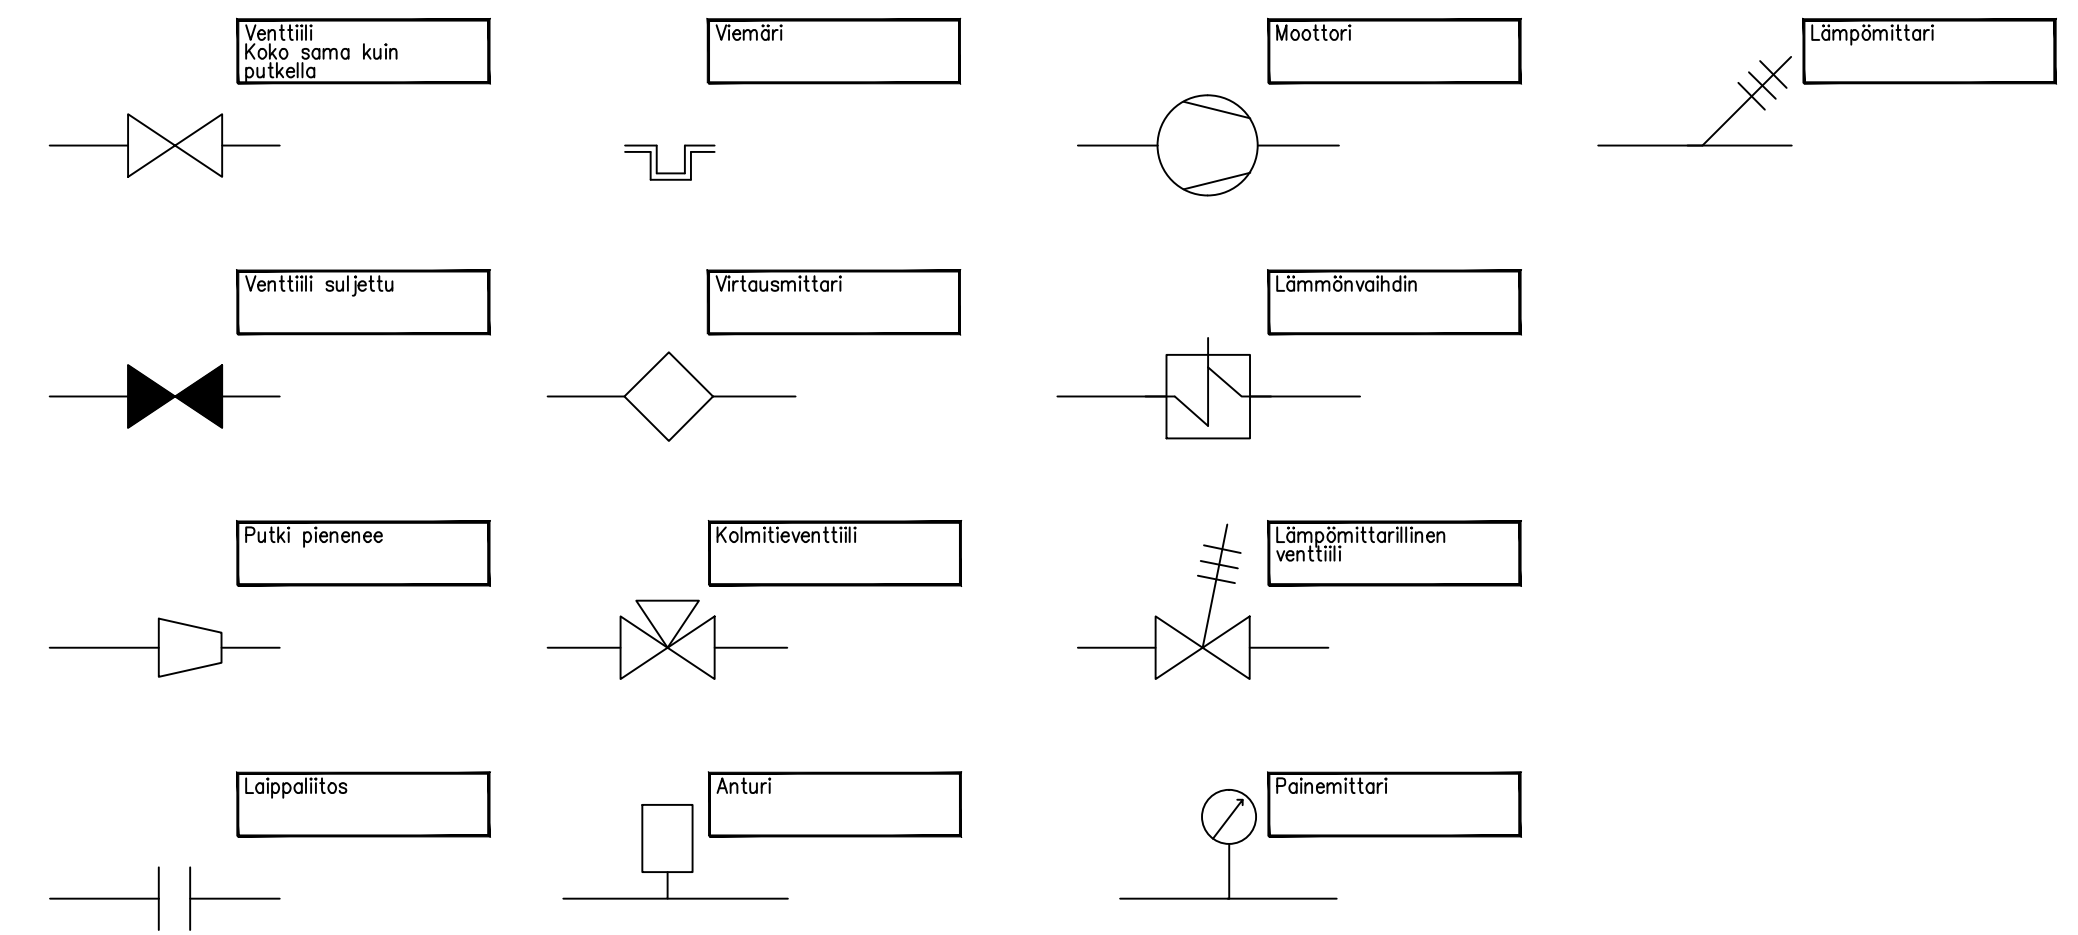 Venttiili
Koko sama kuin
putkella
Viemäri
Moottori
Lämpömittari
Venttiili suljettu
Virtausmittari
Lämmönvaihdin
Putki pienenee
Kolmitieventtiili
Lämpömittarillinen
venttiili
Laippaliitos
Anturi
Painemittari